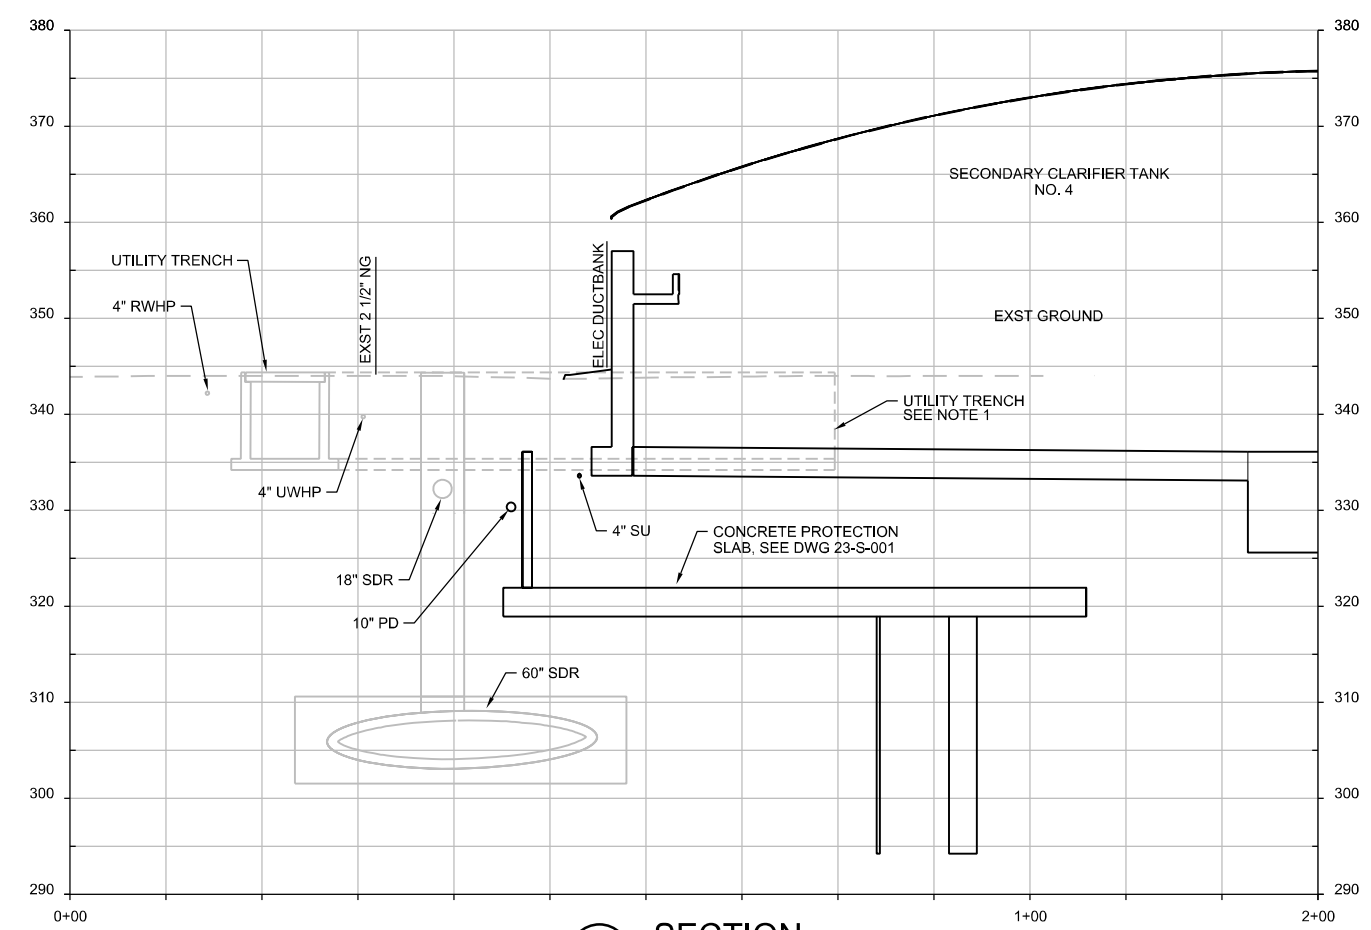 380
380
370
370
SECONDARY CLARIFIER TANK
NO. 4
360
360
UTILITY TRENCH
EXST 2 1/2" NG
ELEC DUCTBANK
4" RWHP
350
EXST GROUND
350
340
UTILITY TRENCH
SEE NOTE 1
340
4" UWHP
330
4" SU
CONCRETE PROTECTION
SLAB, SEE DWG 23-S-001
330
18" SDR
320
10" PD
320
60" SDR
310
310
300
300
290
290
0+00
1+00
2+00
SECTION